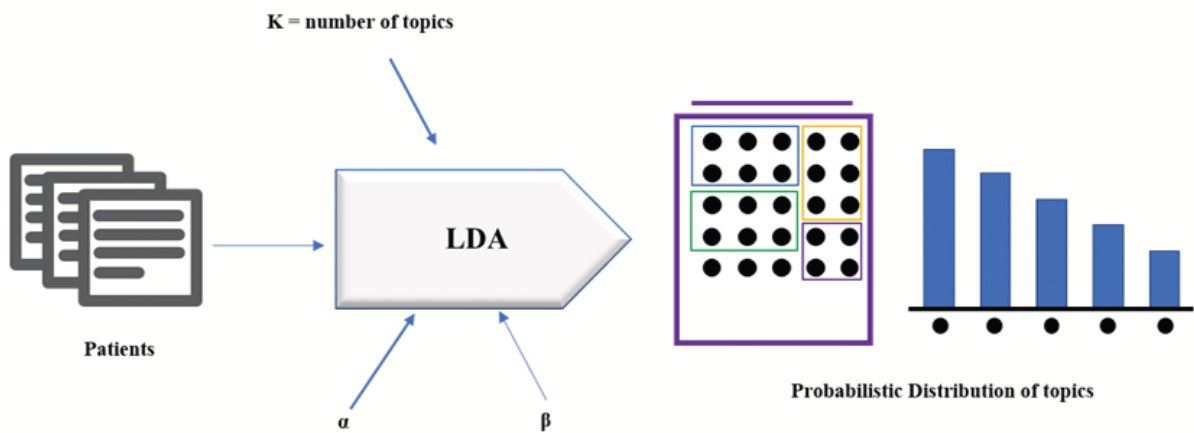 K = number of topics
LDA
Patients
α
β
Probabilistic Distribution of topics